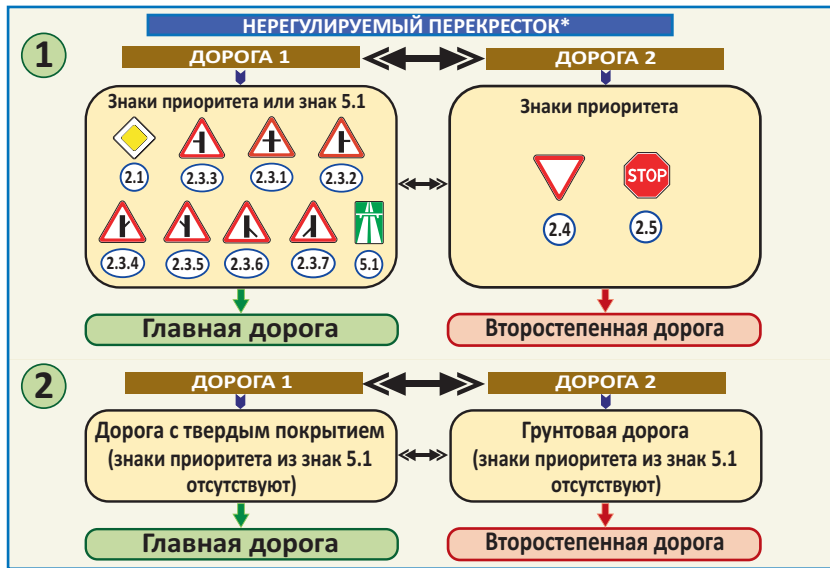 НЕРЕГУЛИРУЕМЫЙ ПЕРЕКРЕСТОК*
1
ДОРОГА 1
ДОРОГА 2
Знаки приоритета или знак 5.1
2.1
2.3.3
2.3.1
2.3.2
2.3.4
2.3.5
2.3.6
2.3.7
5.1
Знаки приоритета
STOP
2.4
2.5
Главная дорога
Второстепенная дорога
2
ДОРОГА 1
ДОРОГА 2
Дорога с твердым покрытием
(знаки приоритета из знак 5.1
отсутствуют)
Грунтовая дорога
(знаки приоритета из знак 5.1
отсутствуют)
Главная дорога
Второстепенная дорога